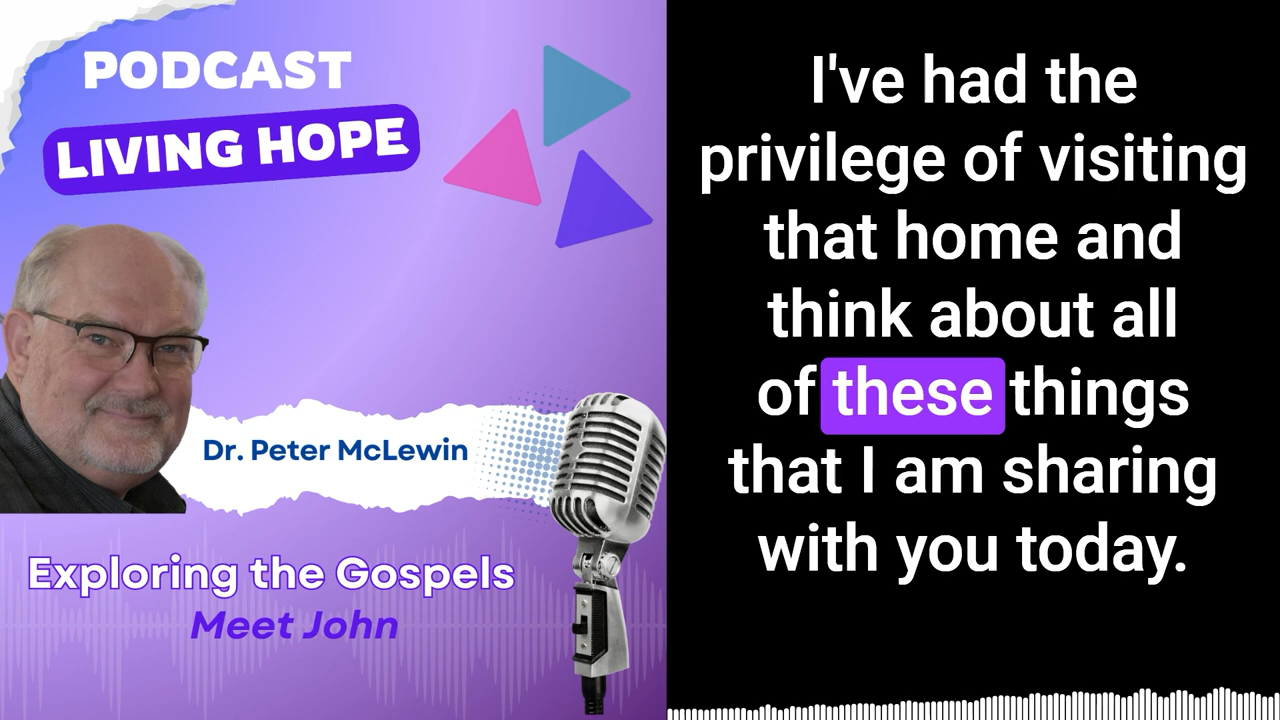 PODCAST
LIVING HOPE
Dr. Peter McLewin
Exploring the Gospels
Meet John
I've had the
privilege of visiting
that home and
think about all
of these things
that I am sharing
with you today.